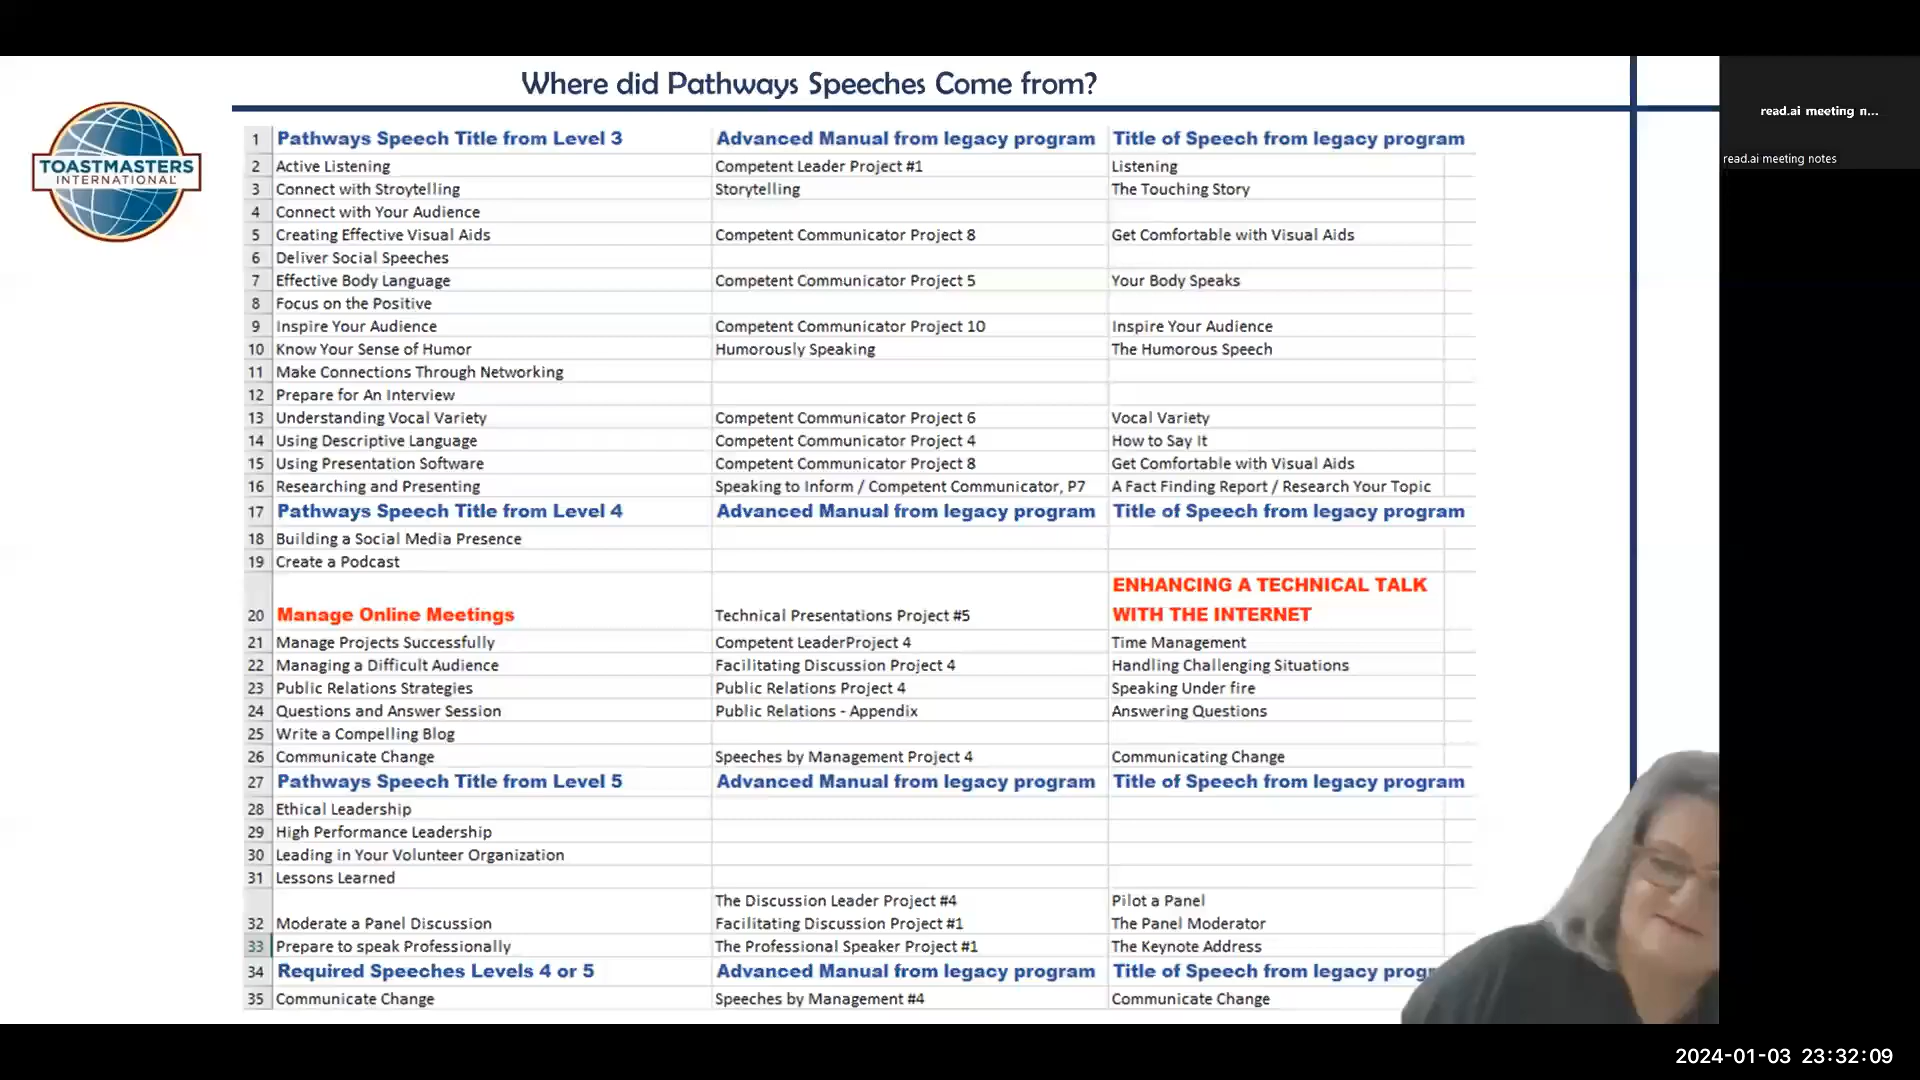 Where did Pathways Speeches Come from?
read.ai meeting n...
read.ai meeting notes
TOASTMASTERS
INTERNATIONAL
1 Pathways Speech Title from Level 3 Advanced Manual from legacy program Title of Speech from legacy program
2 Active Listening Competent Leader Project #1 Listening
3 Connect with Stroytelling Storytelling The Touching Story
4 Connect with Your Audience
5 Creating Effective Visual Aids Competent Communicator Project 8 Get Comfortable with Visual Aids
6 Deliver Social Speeches
7 Effective Body Language Competent Communicator Project 5 Your Body Speaks
8 Focus on the Positive
9 Inspire Your Audience Competent Communicator Project 10 Inspire Your Audience
10 Know Your Sense of Humor Humorously Speaking The Humorous Speech
11 Make Connections Through Networking
12 Prepare for An Interview
13 Understanding Vocal Variety Competent Communicator Project 6 Vocal Variety
14 Using Descriptive Language Competent Communicator Project 4 How to Say It
15 Using Presentation Software Competent Communicator Project 8 Get Comfortable with Visual Aids
16 Researching and Presenting Speaking to Inform / Competent Communicator, P7 A Fact Finding Report / Research Your Topic
17 Pathways Speech Title from Level 4 Advanced Manual from legacy program Title of Speech from legacy program
18 Building a Social Media Presence
19 Create a Podcast
ENHANCING A TECHNICAL TALK
20 Manage Online Meetings Technical Presentations Project #5 WITH THE INTERNET
21 Manage Projects Successfully Competent LeaderProject 4 Time Management
22 Managing a Difficult Audience Facilitating Discussion Project 4 Handling Challenging Situations
23 Public Relations Strategies Public Relations Project 4 Speaking Under fire
24 Questions and Answer Session Public Relations - Appendix Answering Questions
25 Write a Compelling Blog
26 Communicate Change Speeches by Management Project 4 Communicating Change
27 Pathways Speech Title from Level 5 Advanced Manual from legacy program Title of Speech from legacy program
28 Ethical Leadership
29 High Performance Leadership
30 Leading in Your Volunteer Organization
31 Lessons Learned
The Discussion Leader Project #4 Pilot a Panel
32 Moderate a Panel Discussion Facilitating Discussion Project #1 The Panel Moderator
33 Prepare to speak Professionally The Professional Speaker Project #1 The Keynote Address
34 Required Speeches Levels 4 or 5 Advanced Manual from legacy program Title of Speech from legacy progr
35 Communicate Change Speeches by Management #4 Communicate Change
2024-01-03 23:32:09